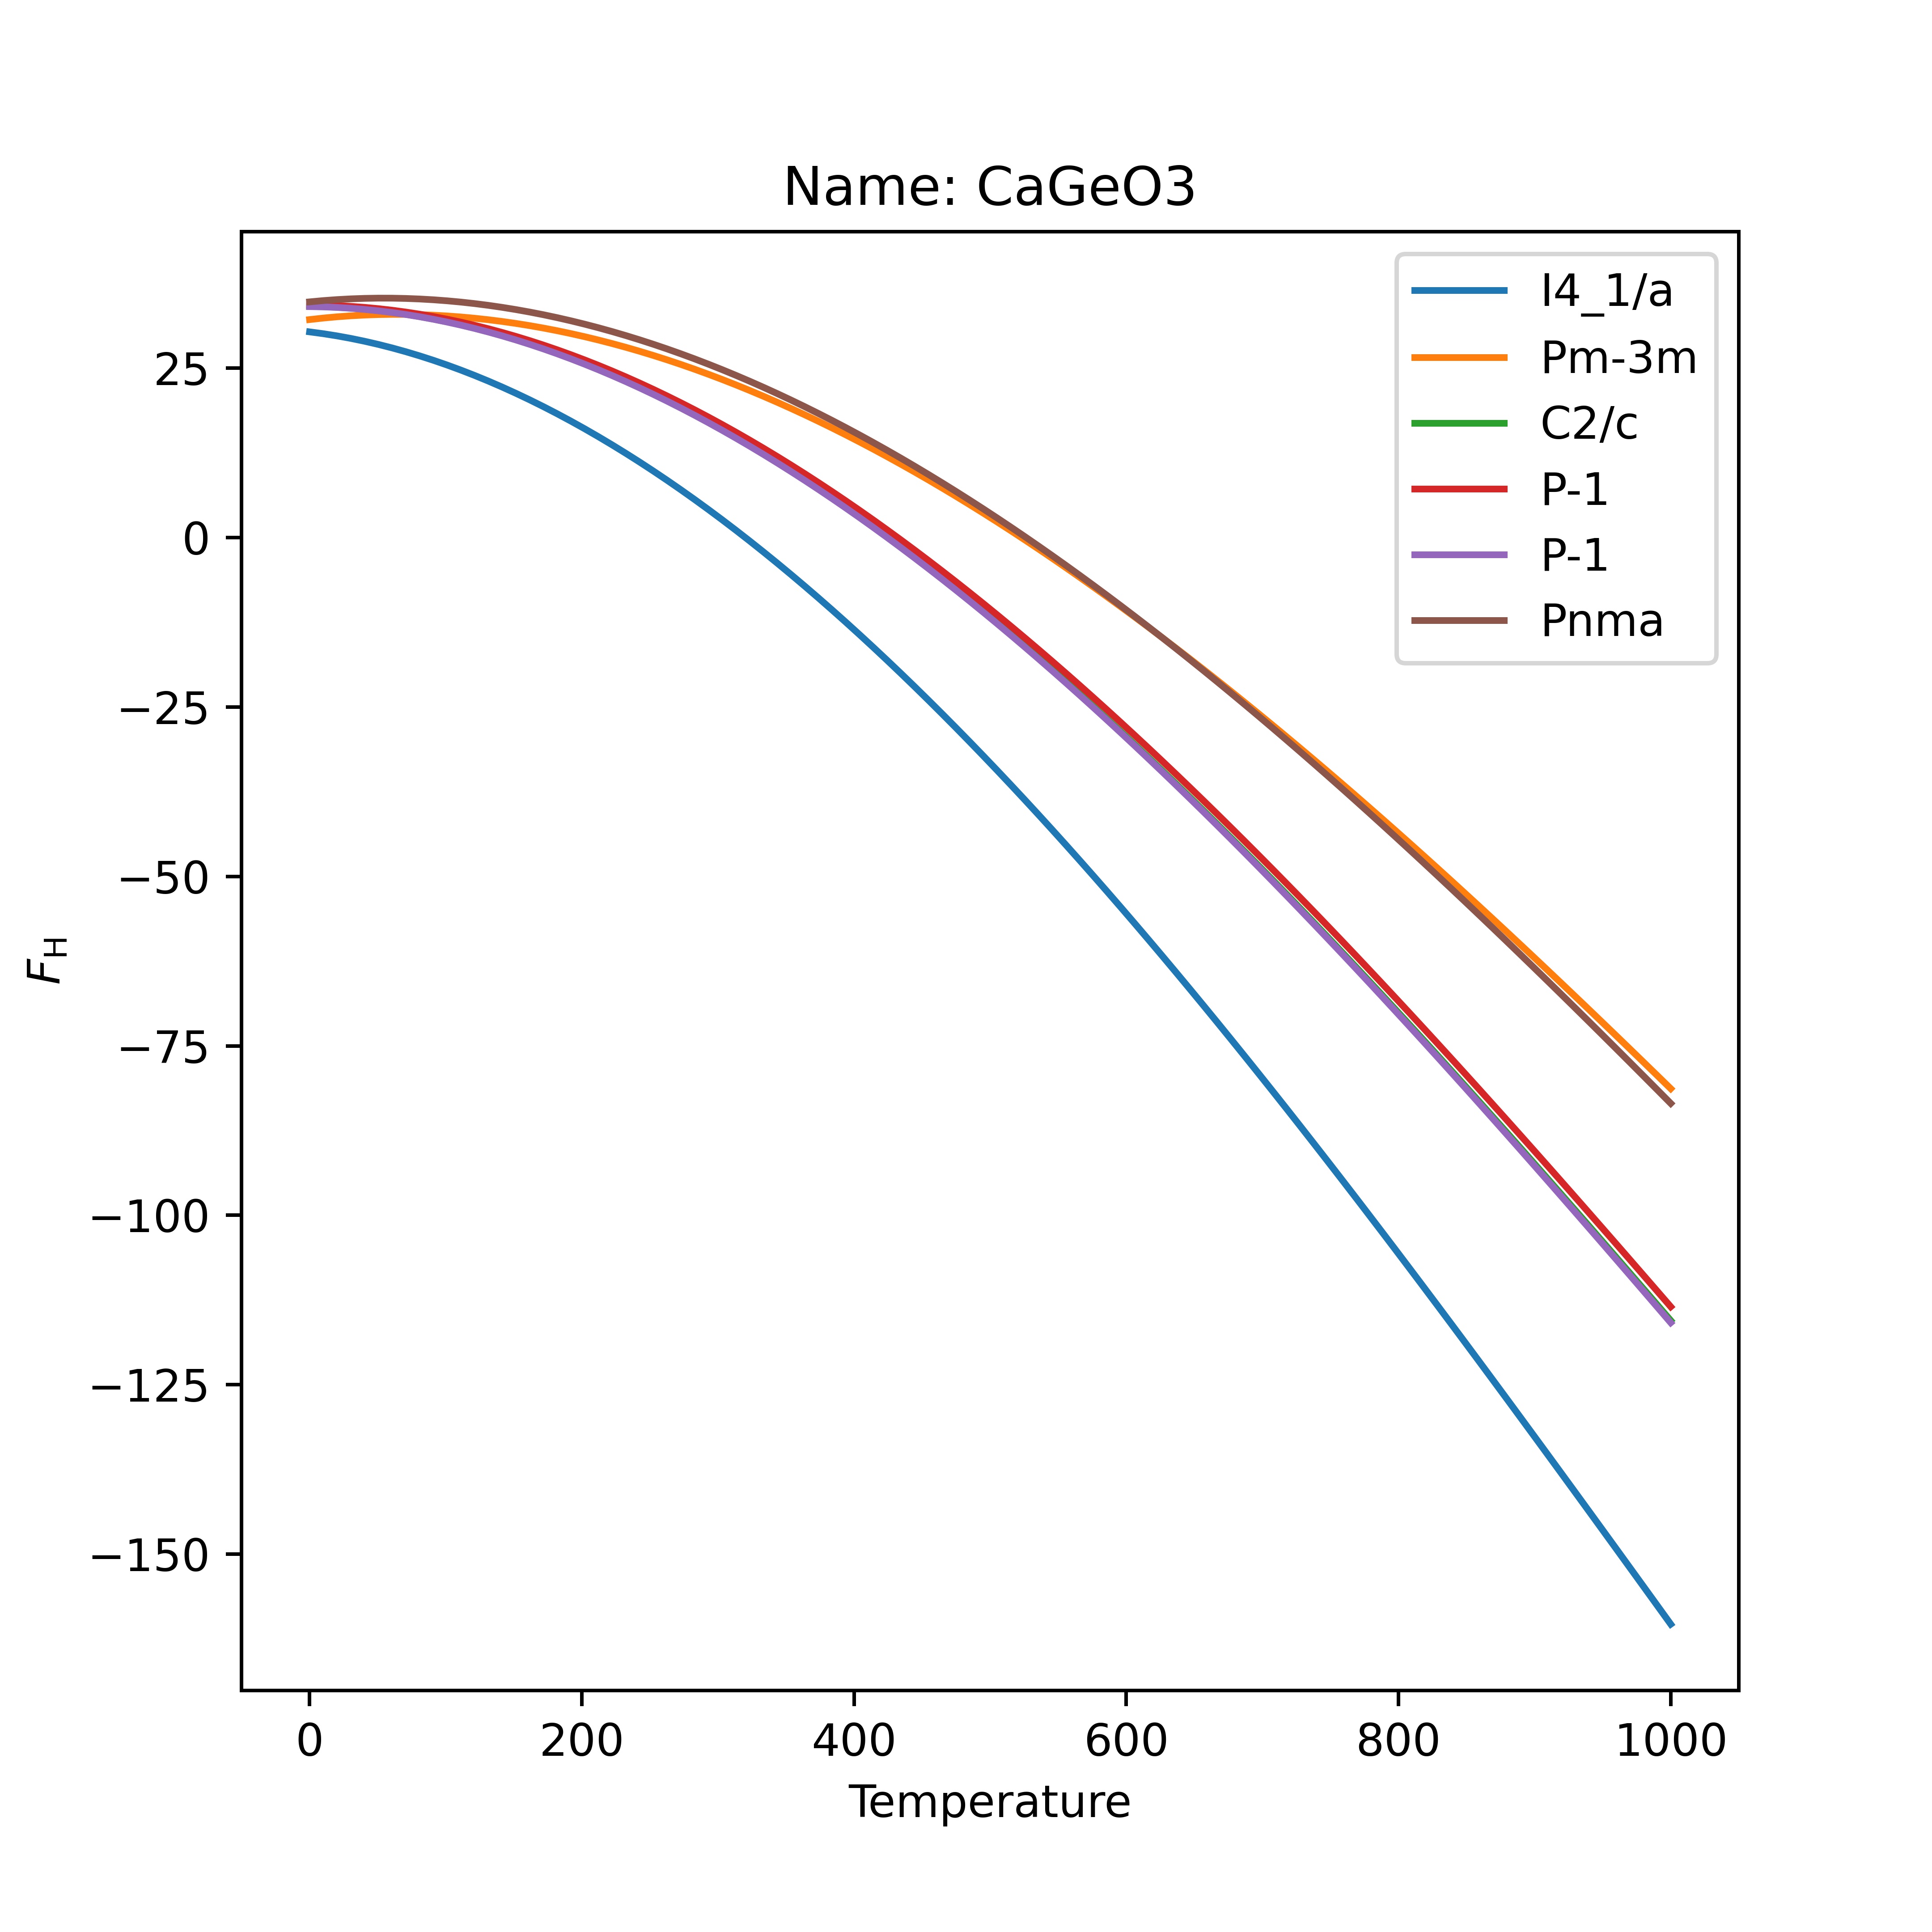 Name: CaGeO3
I4_1/a
Pm-3m
C2/c
P-1
P-1
Pnma
25
0
−25
−50
−75
−100
−125
−150
F_H
0 200 400 600 800 1000
Temperature